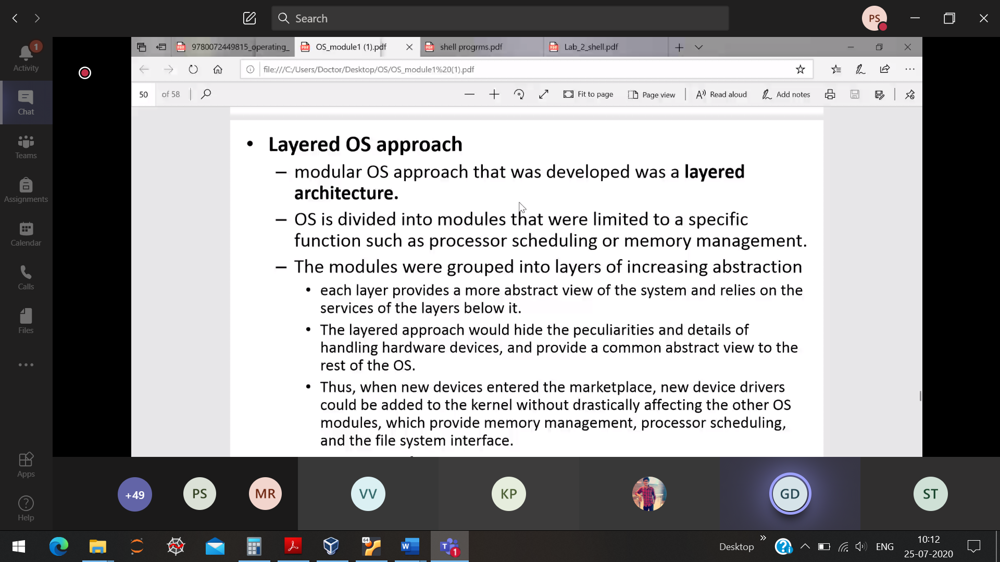 Search
PS
1
Activity
Chat
Teams
Assignments
Calendar
Calls
Files
Apps
Help
9780072449815_operating_
OS_module1 (1).pdf
shell progrms.pdf
Lab_2_shell.pdf
file:///C:/Users/Doctor/Desktop/OS/OS_module1%20(1).pdf
50 of 58
Fit to page
Page view
Read aloud
Add notes
• Layered OS approach
– modular OS approach that was developed was a layered
architecture.
– OS is divided into modules that were limited to a specific
function such as processor scheduling or memory management.
– The modules were grouped into layers of increasing abstraction
• each layer provides a more abstract view of the system and relies on the
services of the layers below it.
• The layered approach would hide the peculiarities and details of
handling hardware devices, and provide a common abstract view to the
rest of the OS.
• Thus, when new devices entered the marketplace, new device drivers
could be added to the kernel without drastically affecting the other OS
modules, which provide memory management, processor scheduling,
and the file system interface.
+49
PS
MR
VV
KP
GD
ST
64
W
T
1
Desktop
ENG
10:12
25-07-2020